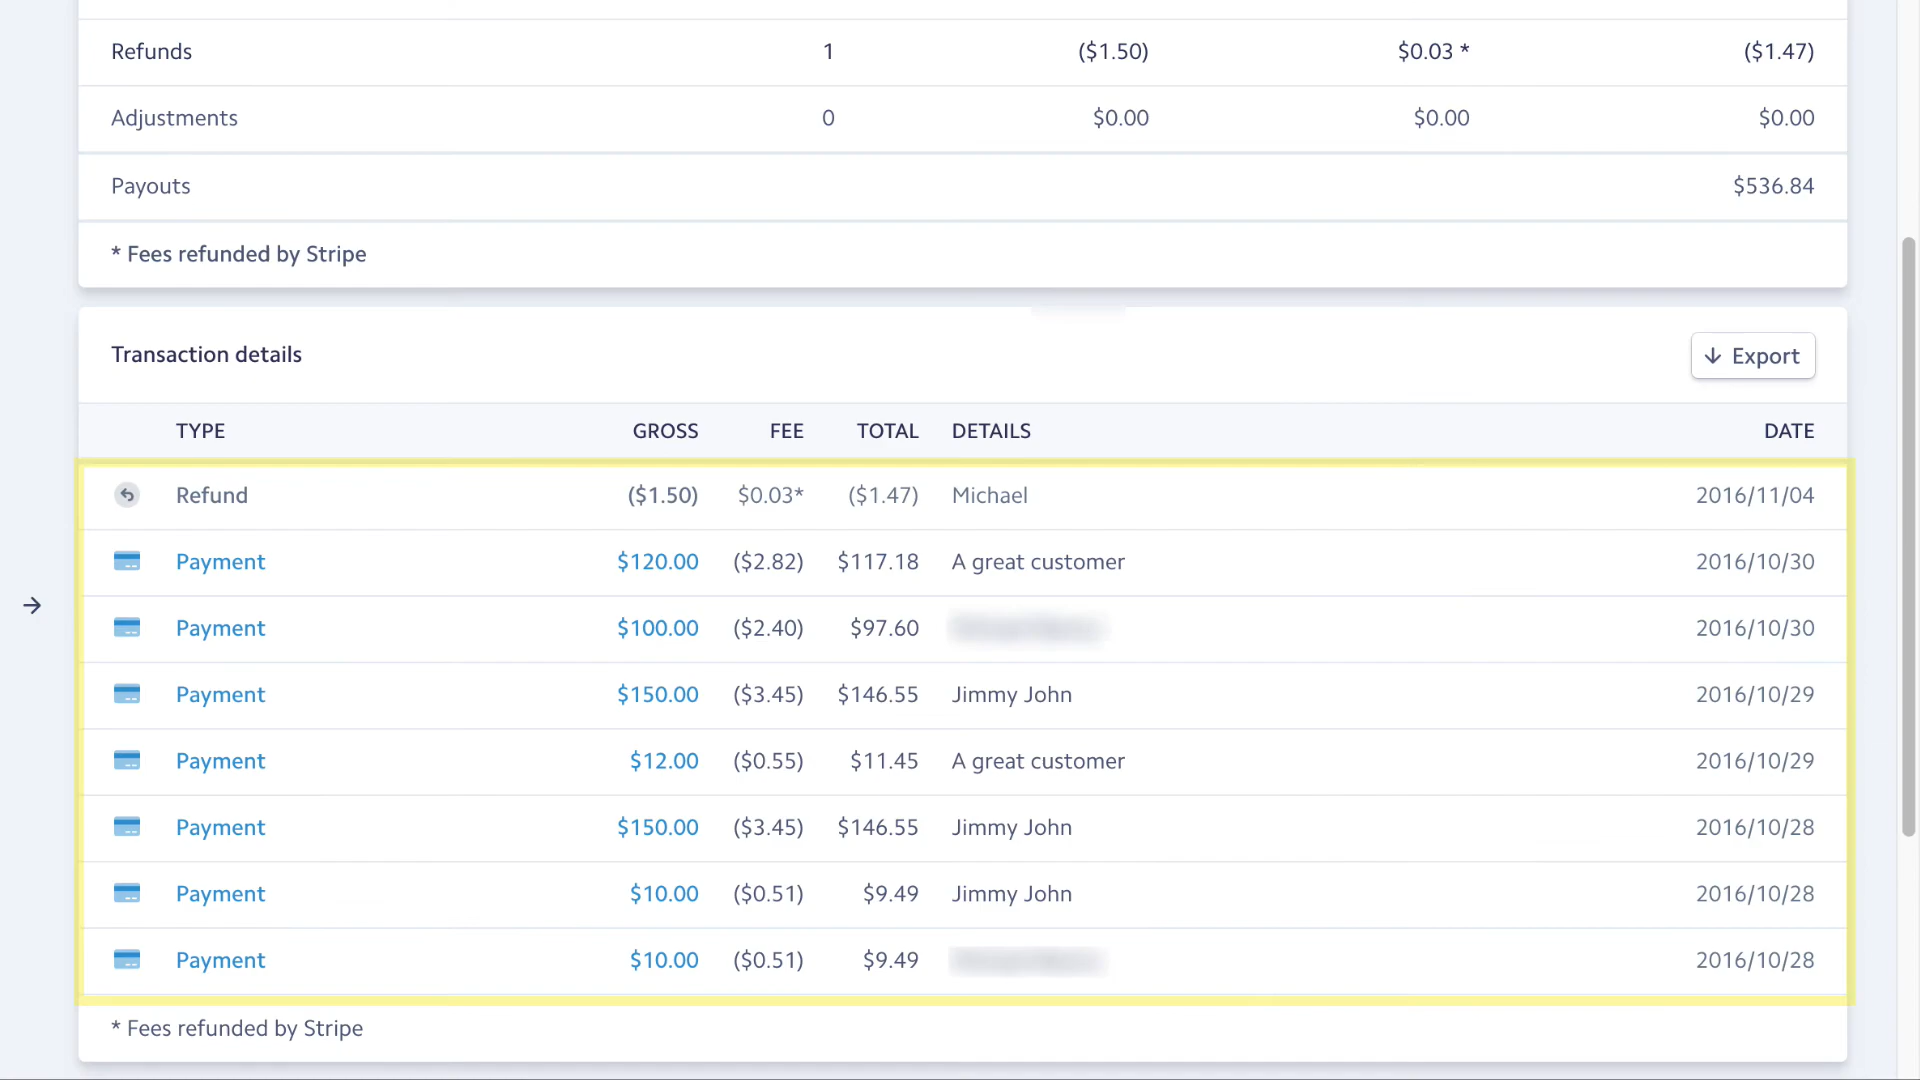 Refunds 1 ($1.50) $0.03 * ($1.47)
Adjustments 0 $0.00 $0.00 $0.00
Payouts $536.84
* Fees refunded by Stripe
Transaction details Export
TYPE GROSS FEE TOTAL DETAILS DATE
Refund ($1.50) $0.03* ($1.47) Michael 2016/11/04
Payment $120.00 ($2.82) $117.18 A great customer 2016/10/30
Payment $100.00 ($2.40) $97.60 2016/10/30
Payment $150.00 ($3.45) $146.55 Jimmy John 2016/10/29
Payment $12.00 ($0.55) $11.45 A great customer 2016/10/29
Payment $150.00 ($3.45) $146.55 Jimmy John 2016/10/28
Payment $10.00 ($0.51) $9.49 Jimmy John 2016/10/28
Payment $10.00 ($0.51) $9.49 2016/10/28
* Fees refunded by Stripe